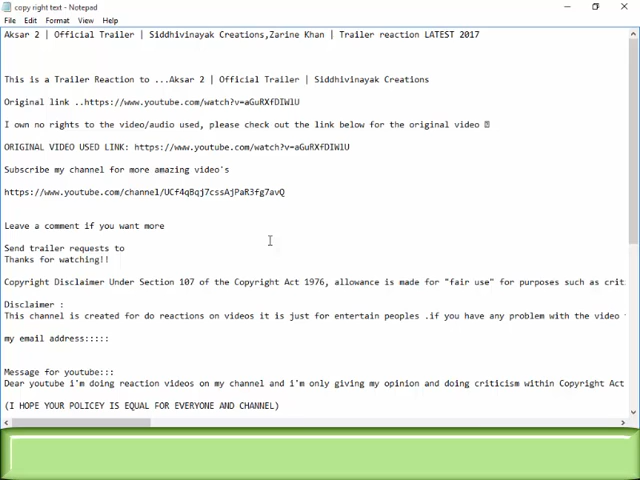 copy right text - Notepad
File Edit Format View Help
Aksar 2 | Official Trailer | Siddhivinayak Creations,Zarine Khan | Trailer reaction LATEST 2017
This is a Trailer Reaction to ...Aksar 2 | Official Trailer | Siddhivinayak Creations
Original link ..https://www.youtube.com/watch?v=aGuRXfDIWlU
I own no rights to the video/audio used, please check out the link below for the original video
ORIGINAL VIDEO USED LINK: https://www.youtube.com/watch?v=aGuRXfDIWlU
Subscribe my channel for more amazing video's
https://www.youtube.com/channel/UCf4qBqj7cssAjPaR3fg7avQ
Leave a comment if you want more
Send trailer requests to
Thanks for watching!!
Copyright Disclaimer Under Section 107 of the Copyright Act 1976, allowance is made for "fair use" for purposes such as crit
Disclaimer :
This channel is created for do reactions on videos it is just for entertain peoples .if you have any problem with the video
my email address:::::
Message for youtube:::
Dear youtube i'm doing reaction videos on my channel and i'm only giving my opinion and doing criticism within Copyright Act
(I HOPE YOUR POLICEY IS EQUAL FOR EVERYONE AND CHANNEL)